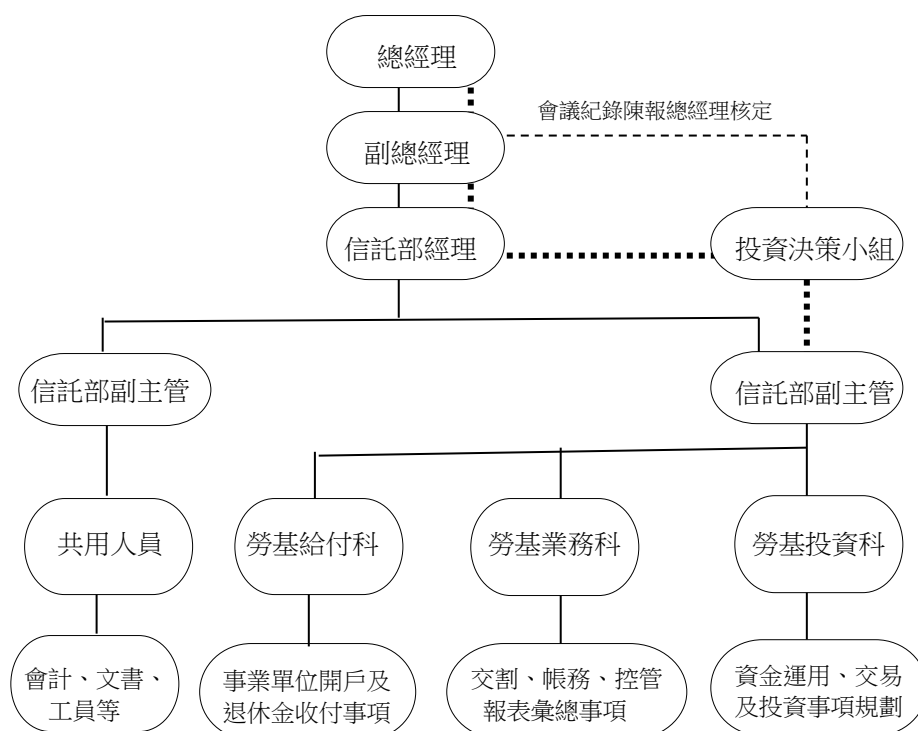 總經理
會議紀錄陳報總經理核定
副總經理
信託部經理
投資決策小組
信託部副主管
信託部副主管
共用人員
勞基給付科
勞基業務科
勞基投資科
會計、文書、
工員等
事業單位開戶及
退休金收付事項
交割、帳務、控管
報表彙總事項
資金運用、交易
及投資事項規劃